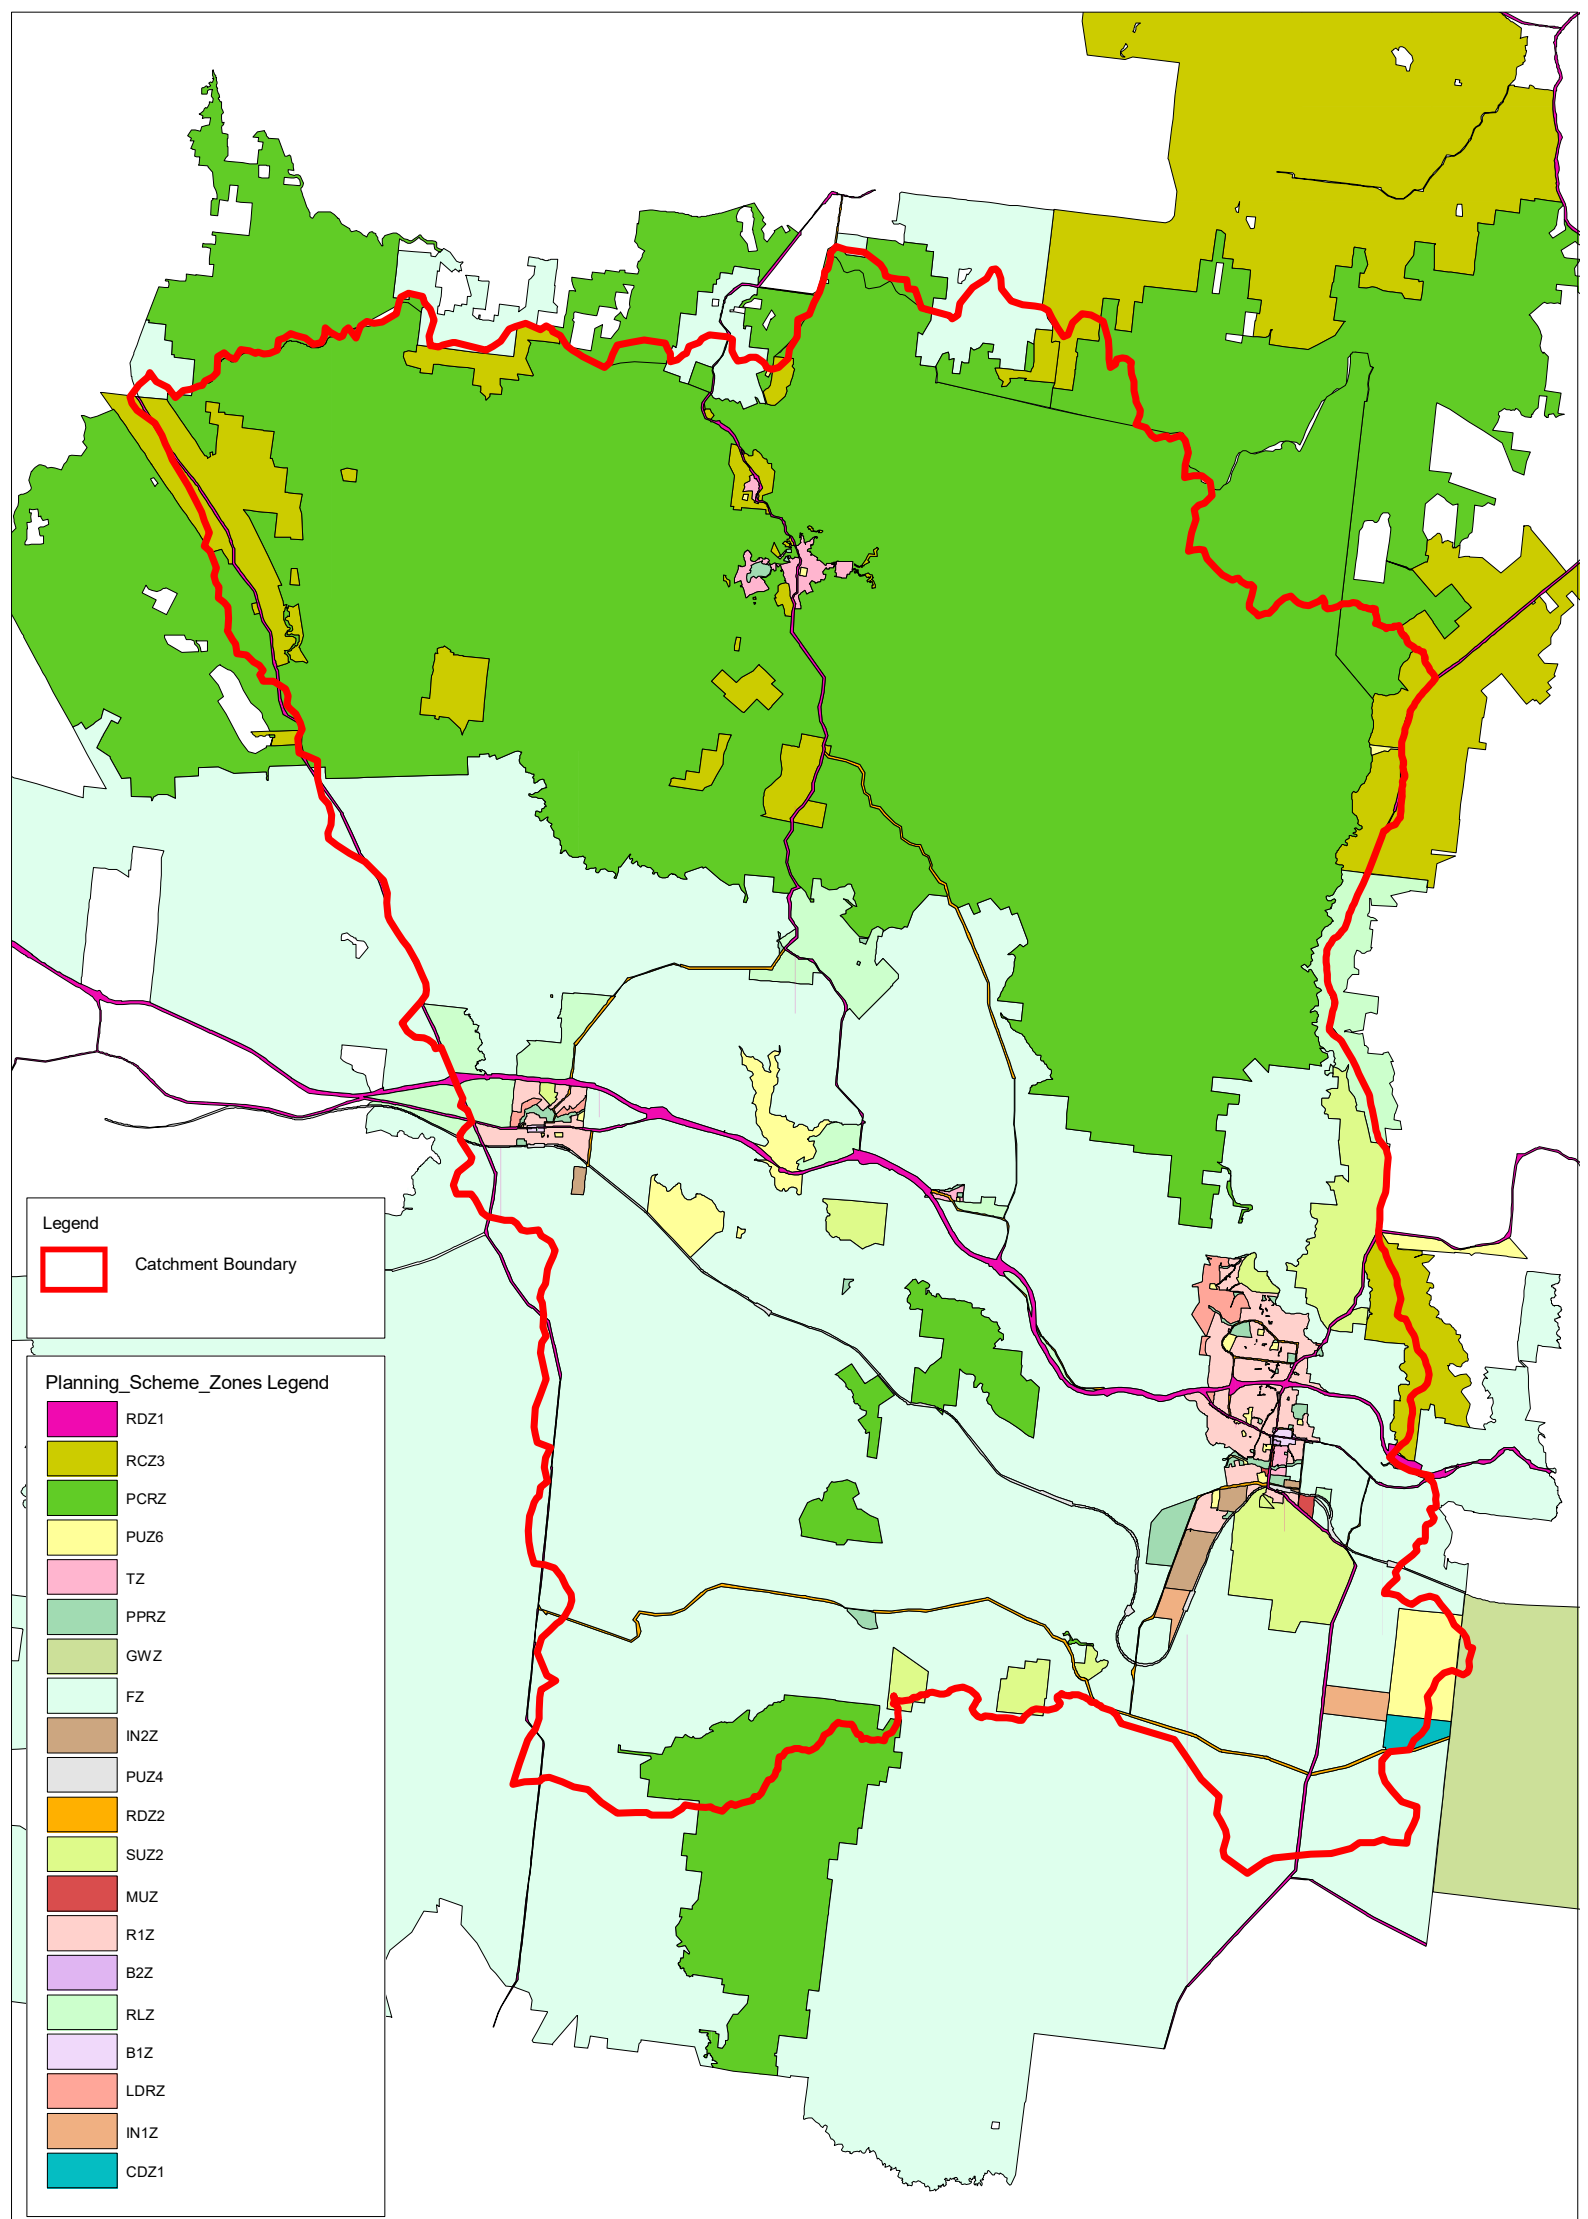 Legend
Catchment Boundary
Planning_Scheme_Zones Legend
RDZ1
RCZ3
PCRZ
PUZ6
TZ
PPRZ
GWZ
FZ
IN2Z
PUZ4
RDZ2
SUZ2
MUZ
R1Z
B2Z
RLZ
B1Z
LDRZ
IN1Z
CDZ1